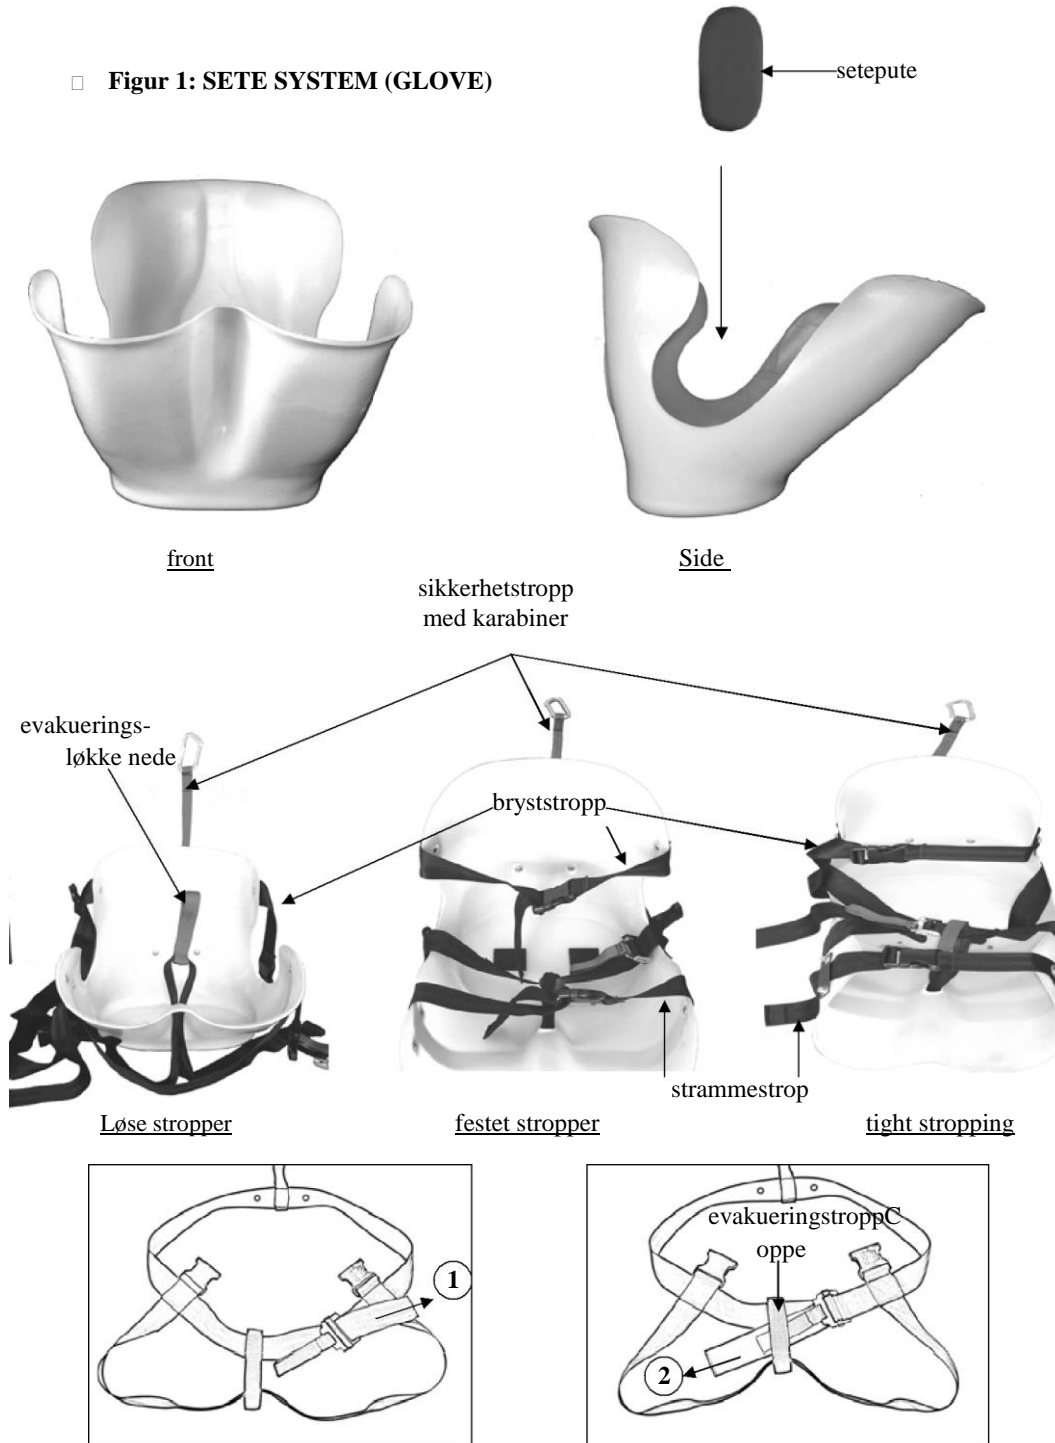 Figur 1: SETE SYSTEM (GLOVE)
setepute
front
Side
sikkerhetstropp
med karabiner
evakuerings-
løkke nede
bryststropp
strammestrop
Løse stropper
festet stropper
tight stropping
1
evakueringstroppC
oppe
2